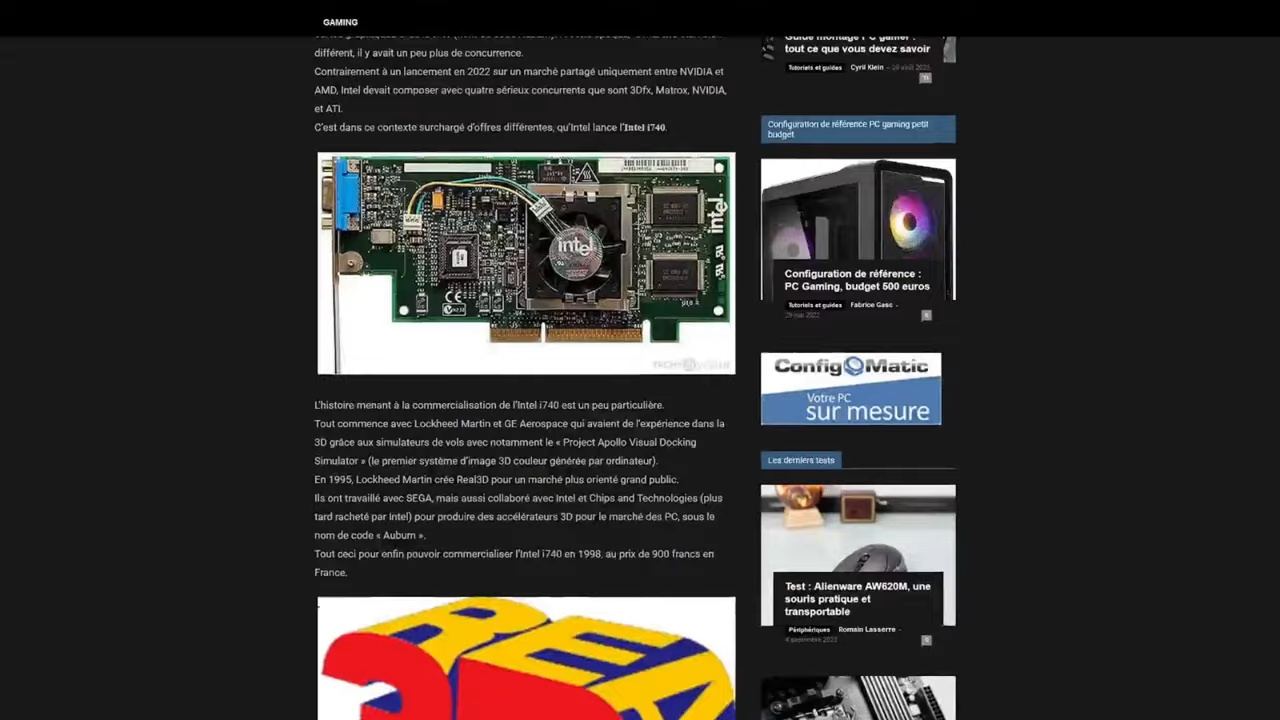 GAMING
différent, il y avait un peu plus de concurrence.
Contrairement à un lancement en 2022 sur un marché partagé uniquement entre NVIDIA et
AMD, Intel devait composer avec quatre sérieux concurrents que sont 3Dfx, Matrox, NVIDIA,
et ATI.
C'est dans ce contexte surchargé d'offres différentes, qu'Intel lance l'Intel i740.
intel
intel
L'histoire menant à la commercialisation de l'Intel i740 est un peu particulière.
Tout commence avec Lockheed Martin et GE Aerospace qui avaient de l'expérience dans la
3D grâce aux simulateurs de vols avec notamment le « Project Apollo Visual Docking
Simulator » (le premier système d'image 3D couleur générée par ordinateur).
En 1995, Lockheed Martin crée Real3D pour un marché plus orienté grand public.
Ils ont travaillé avec SEGA, mais aussi collaboré avec Intel et Chips and Technologies (plus
tard racheté par Intel) pour produire des accélérateurs 3D pour le marché des PC, sous le
nom de code « Auburn ».
Tout ceci pour enfin pouvoir commercialiser l'Intel i740 en 1998, au prix de 900 francs en
France.
Guide montage PC gamer :
tout ce que vous devez savoir
Tutoriels et guides Cyril Klein -
Configuration de référence PC gaming petit
budget
Configuration de référence :
PC Gaming, budget 500 euros
Tutoriels et guides Fabrice Gasc -
Config Matic
Votre PC
sur mesure
Les derniers tests
Test : Alienware AW620M, une
souris pratique et
transportable
Périphériques Romain Lasserre -